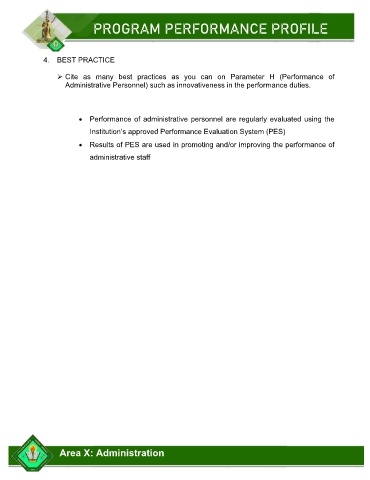 PROGRAM PERFORMANCE PROFILE
4. BEST PRACTICE
➢ Cite as many best practices as you can on Parameter H (Performance of
Administrative Personnel) such as innovativeness in the performance duties.
• Performance of administrative personnel are regularly evaluated using the
Institution's approved Performance Evaluation System (PES)
• Results of PES are used in promoting and/or improving the performance of
administrative staff
Area X: Administration